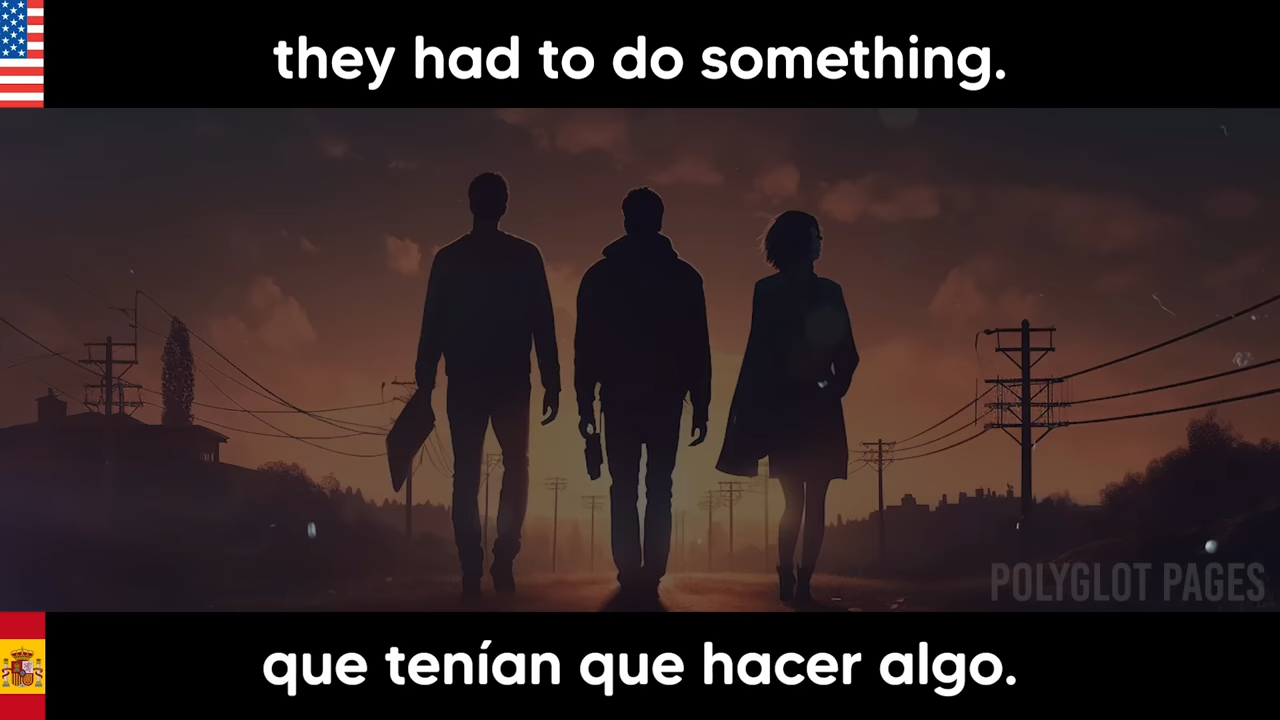 they had to do something.
POLYGLOT PAGES
que tenían que hacer algo.